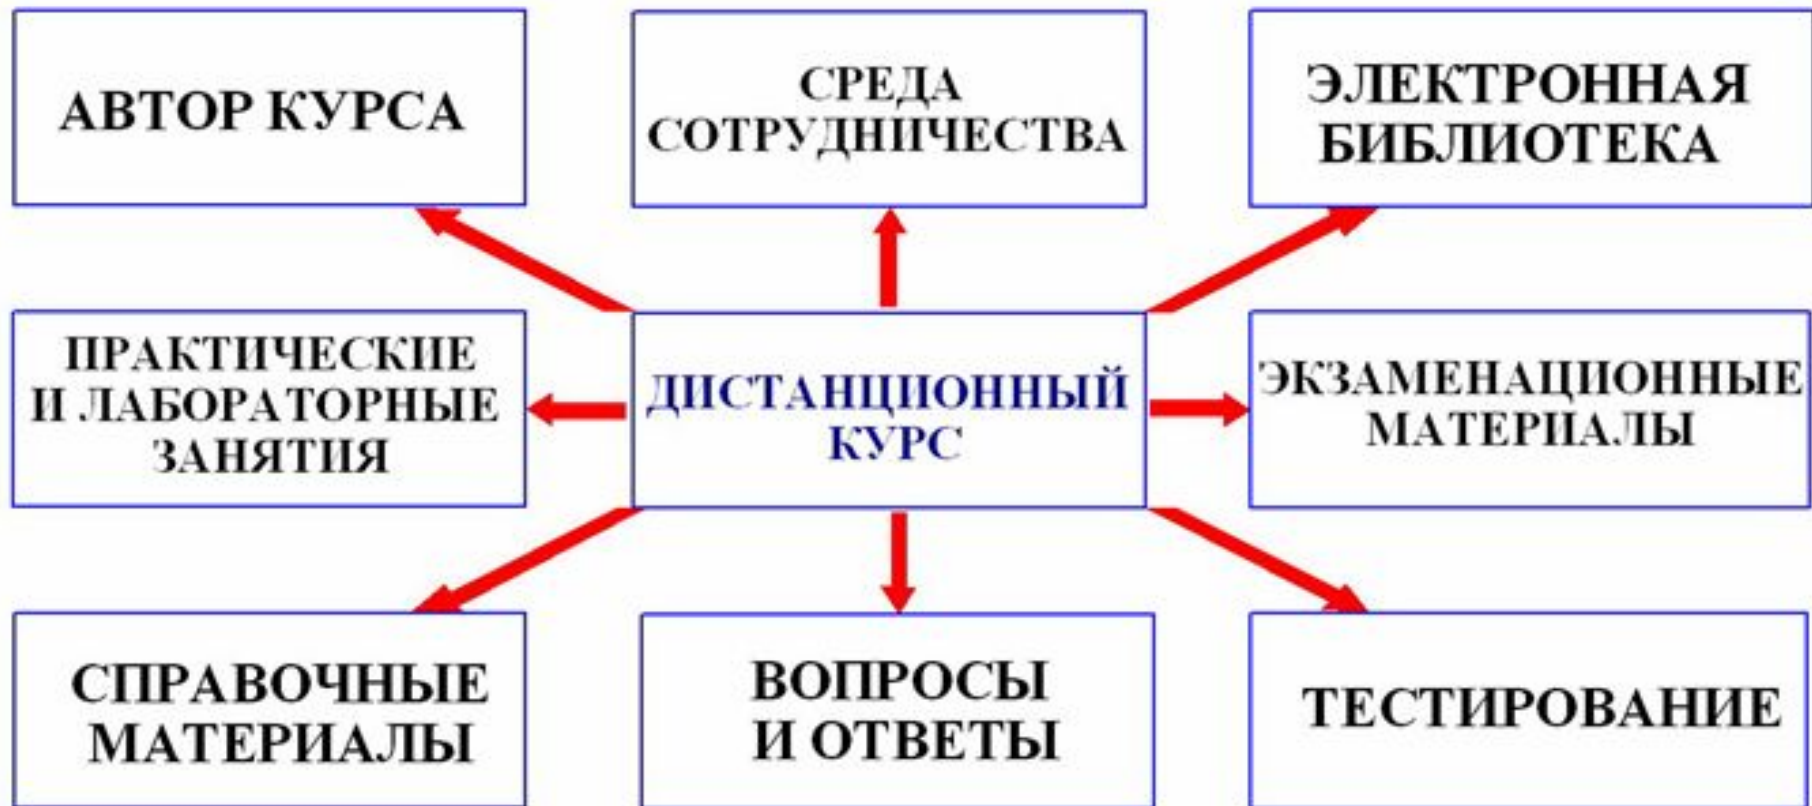 АВТОР КУРСА
СРЕДА
СОТРУДНИЧЕСТВА
ЭЛЕКТРОННАЯ
БИБЛИОТЕКА
ПРАКТИЧЕСКИЕ
И ЛАБОРАТОРНЫЕ
ЗАНЯТИЯ
ДИСТАНЦИОННЫЙ
КУРС
ЭКЗАМЕНАЦИОННЫЕ
МАТЕРИАЛЫ
СПРАВОЧНЫЕ
МАТЕРИАЛЫ
ВОПРОСЫ
И ОТВЕТЫ
ТЕСТИРОВАНИЕ